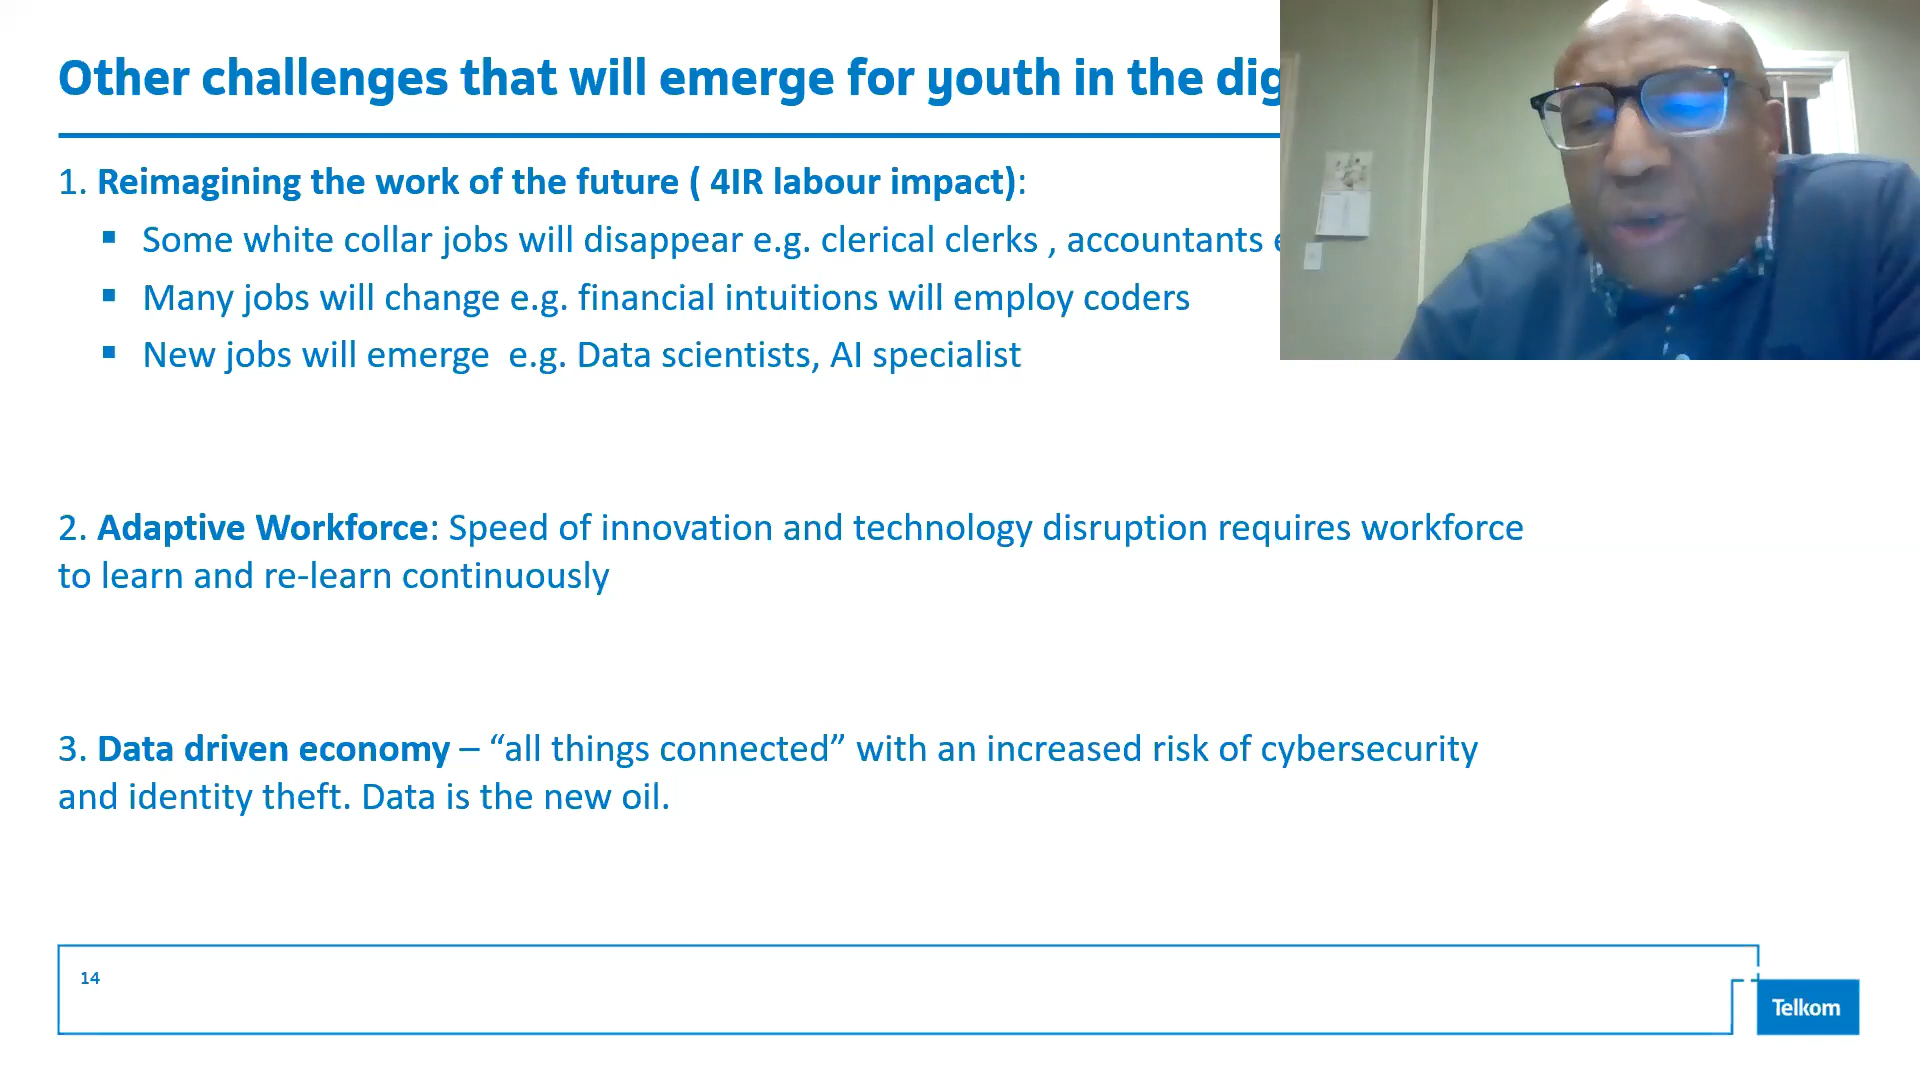 Other challenges that will emerge for youth in the
1. Reimagining the work of the future ( 4IR labour impact):
▪ Some white collar jobs will disappear e.g. clerical clerks , accountants
▪ Many jobs will change e.g. financial intuitions will employ coders
▪ New jobs will emerge e.g. Data scientists, AI specialist
2. Adaptive Workforce: Speed of innovation and technology disruption requires workforce
to learn and re-learn continuously
3. Data driven economy – “all things connected” with an increased risk of cybersecurity
and identity theft. Data is the new oil.
14
Telkom